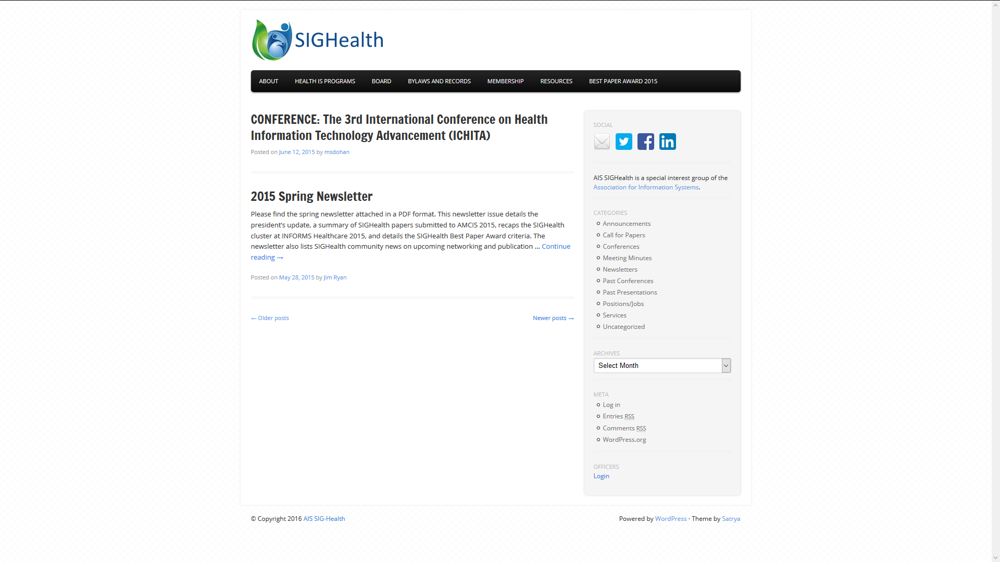 SIGHealth
ABOUT HEALTH IS PROGRAMS BOARD BYLAWS AND RECORDS MEMBERSHIP RESOURCES BEST PAPER AWARD 2015
CONFERENCE: The 3rd International Conference on Health
Information Technology Advancement (ICHITA)
Posted on June 12, 2015 by msdohan
2015 Spring Newsletter
Please find the spring newsletter attached in a PDF format. This newsletter issue details the
president’s update, a summary of SIGHealth papers submitted to AMCIS 2015, recaps the SIGHealth
cluster at INFORMS Healthcare 2015, and details the SIGHealth Best Paper Award criteria. The
newsletter also lists SIGHealth community news on upcoming networking and publication ... Continue
reading →
Posted on May 28, 2015 by Jim Ryan
← Older posts
Newer posts →
SOCIAL
AIS SIGHealth is a special interest group of the
Association for Information Systems.
CATEGORIES
Announcements
Call for Papers
Conferences
Meeting Minutes
Newsletters
Past Conferences
Past Presentations
Positions/Jobs
Services
Uncategorized
ARCHIVES
Select Month
META
Log in
Entries RSS
Comments RSS
WordPress.org
OFFICERS
Login
© Copyright 2016 AIS SIG-Health
Powered by WordPress · Theme by Satrya